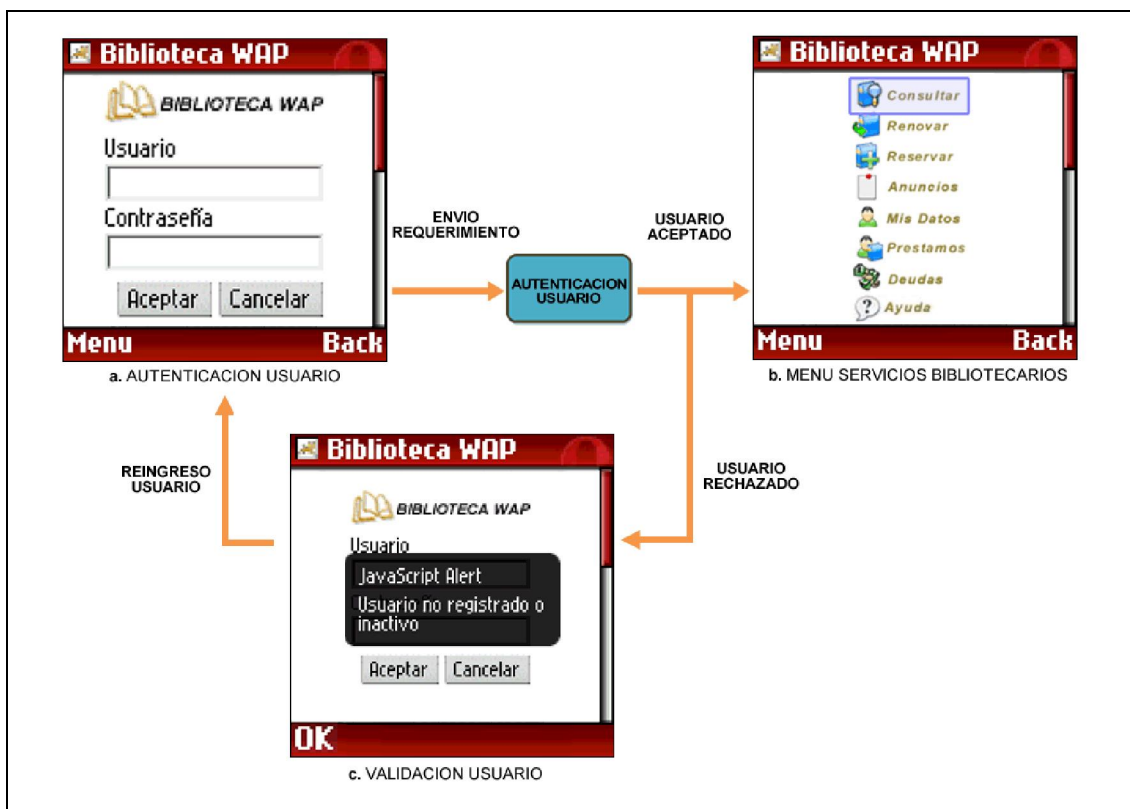 Biblioteca WAP
BIBLIOTECA WAP
Usuario
Contraseña
Aceptar Cancelar
Menu Back
a. AUTENTICACION USUARIO
ENVIO
REQUERIMIENTO
AUTENTICACION
USUARIO
USUARIO
ACEPTADO
Biblioteca WAP
Consultar
Renovar
Reservar
Anuncios
Mis Datos
Prestamos
Deudas
? Ayuda
Menu Back
b. MENU SERVICIOS BIBLIOTECARIOS
USUARIO
RECHAZADO
REINGRESO
USUARIO
Biblioteca WAP
BIBLIOTECA WAP
Usuario
JavaScript Alert
Usuario no registrado o
inactivo
Aceptar Cancelar
OK
c. VALIDACION USUARIO